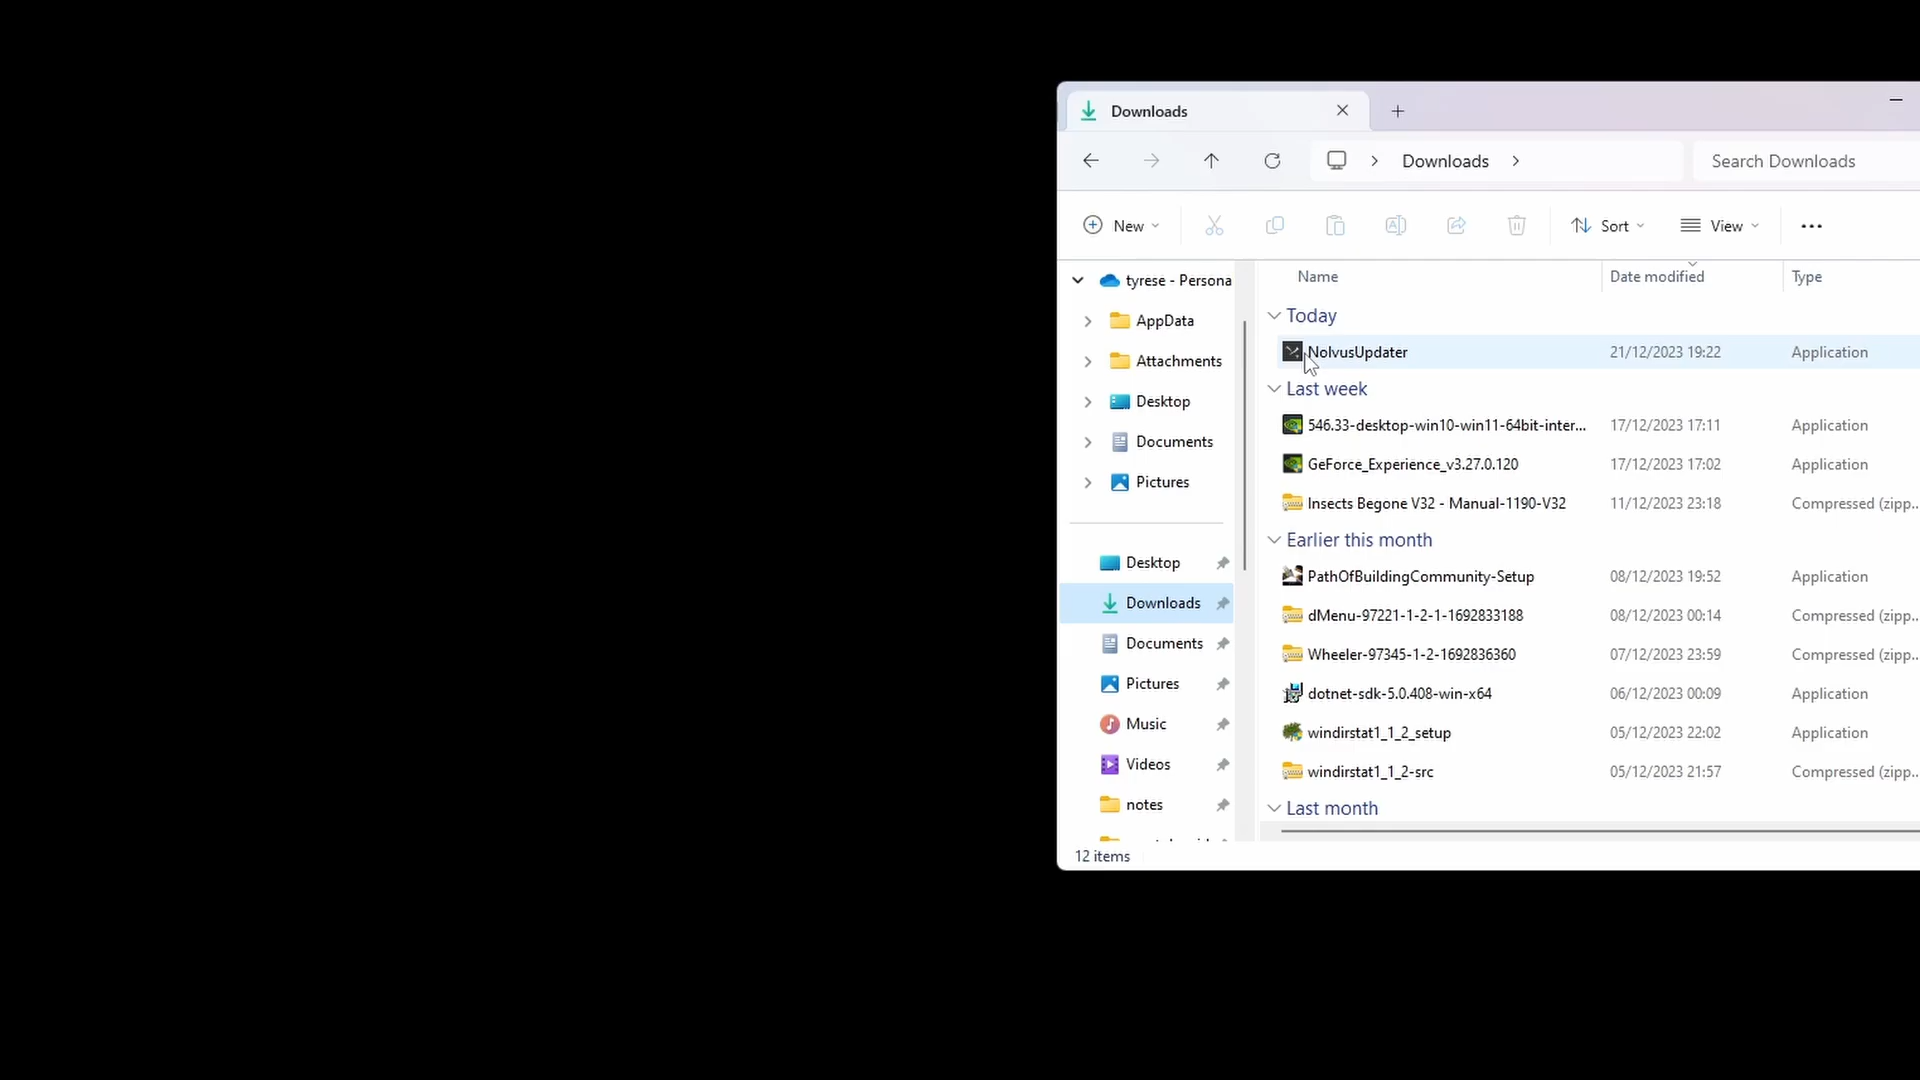 Downloads
Downloads
Search Downloads
New
Sort
View
tyrese - Persona
AppData
Attachments
Desktop
Documents
Pictures
Desktop
Downloads
Documents
Pictures
Music
Videos
notes
Name Date modified Type
Today
NolvusUpdater 21/12/2023 19:22 Application
Last week
546.33-desktop-win10-win11-64bit-inter... 17/12/2023 17:11 Application
GeForce_Experience_v3.27.0.120 17/12/2023 17:02 Application
Insects Begone V32 - Manual-1190-V32 11/12/2023 23:18 Compressed (zipp...
Earlier this month
PathOfBuildingCommunity-Setup 08/12/2023 19:52 Application
dMenu-97221-1-2-1-1692833188 08/12/2023 00:14 Compressed (zipp...
Wheeler-97345-1-2-1692836360 07/12/2023 23:59 Compressed (zipp...
dotnet-sdk-5.0.408-win-x64 06/12/2023 00:09 Application
windirstat1_1_2_setup 05/12/2023 22:02 Application
windirstat1_1_2-src 05/12/2023 21:57 Compressed (zipp...
Last month
12 items